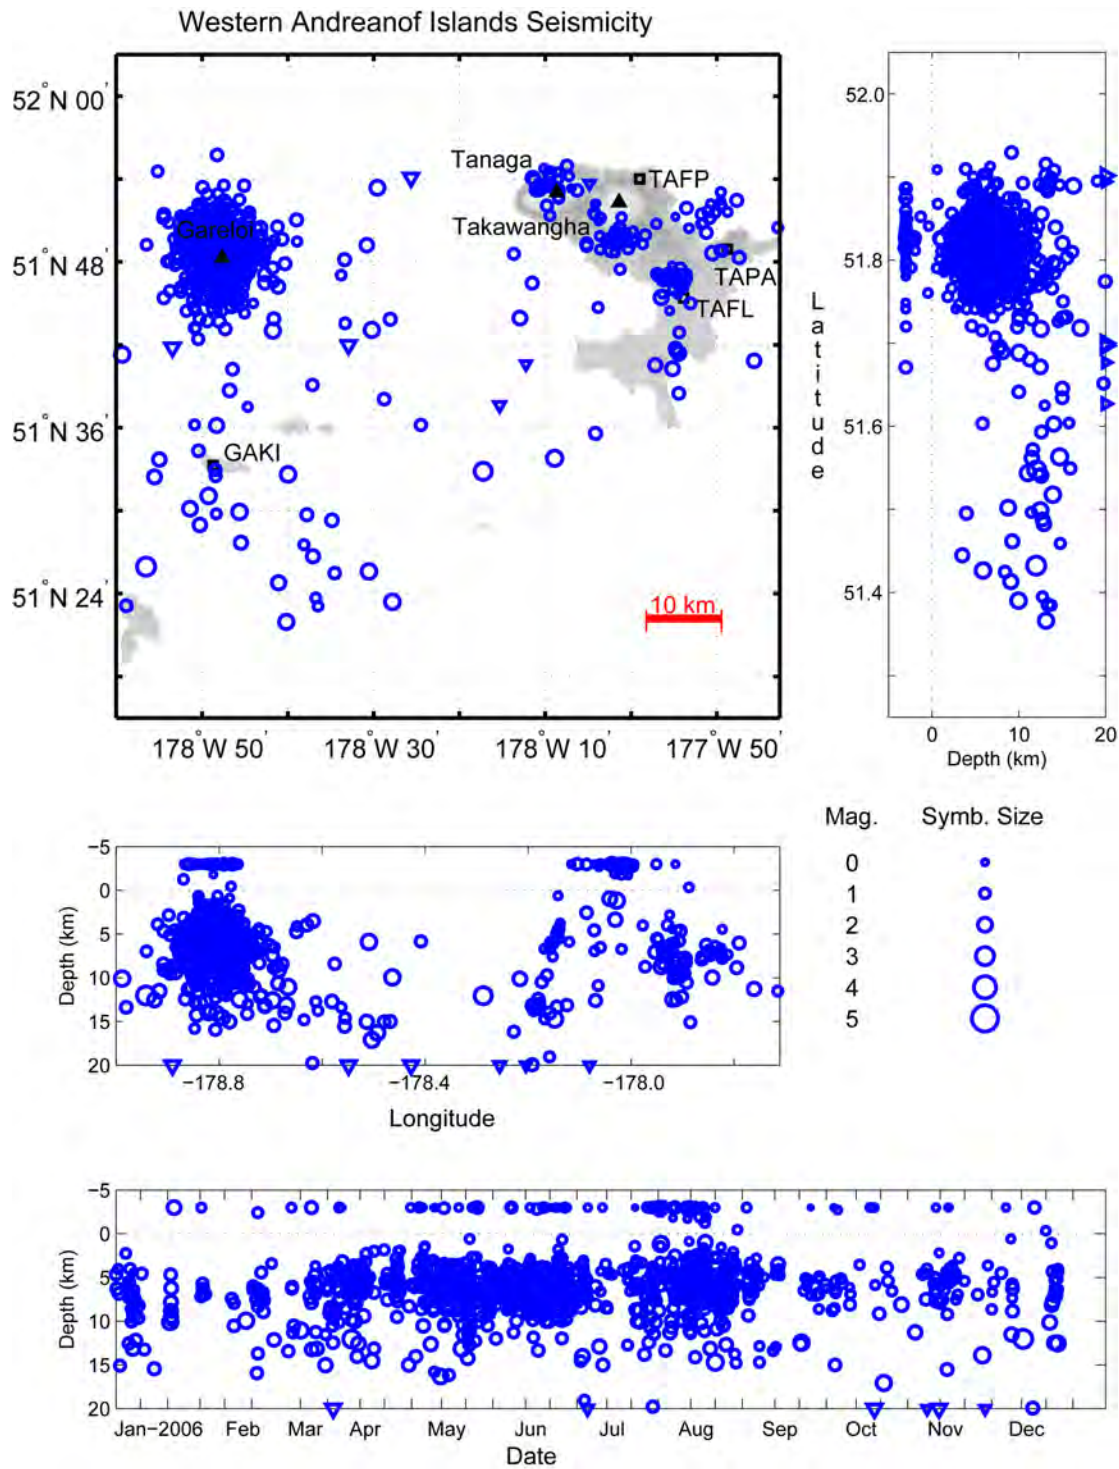 Western Andreanof Islands Seismicity
52°N 00'
51°N 48'
51°N 36'
51°N 24'
178°W 50'
178°W 30'
178°W 10'
177°W 50'
Gareloi
Tanaga
TAFP
Takawangha
TAPA
TAFL
GAKI
10 km
52.0
51.8
51.6
51.4
Latitude
0 10 20
Depth (km)
Mag. Symb. Size
0
1
2
3
4
5
−5
0
5
10
15
20
Depth (km)
−178.8 −178.4 −178.0
Longitude
−5
0
5
10
15
20
Depth (km)
Jan−2006 Feb Mar Apr May Jun Jul Aug Sep Oct Nov Dec
Date